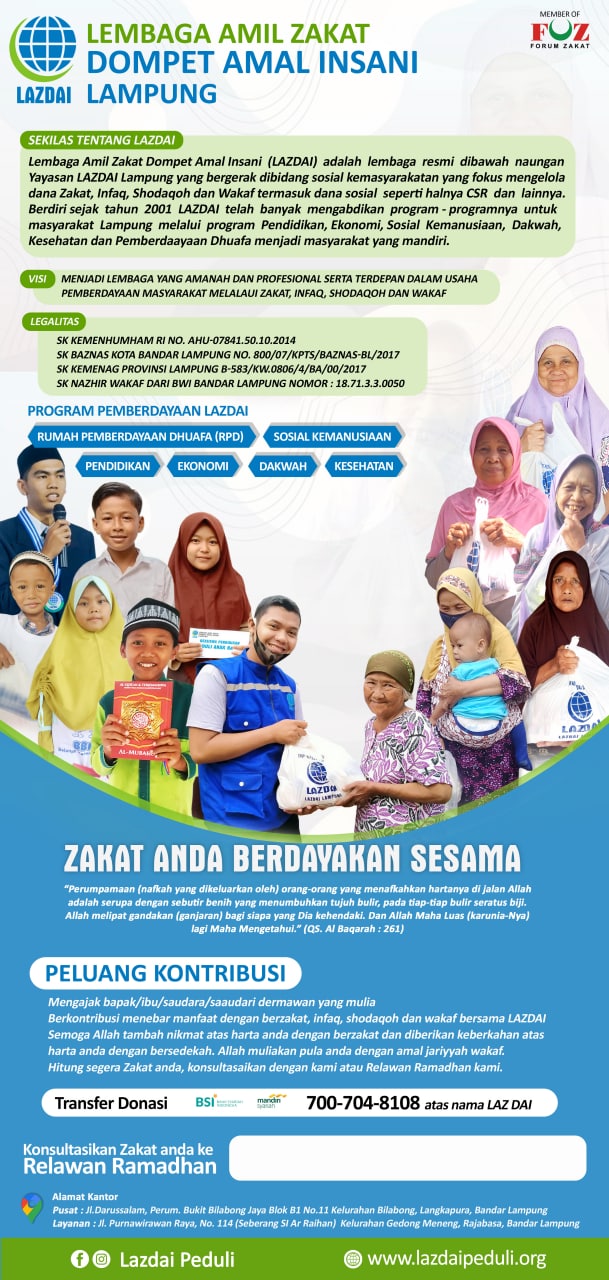 LAZDAI
LEMBAGA AMIL ZAKAT
DOMPET AMAL INSANI
LAMPUNG
MEMBER OF
FOZ
FORUM ZAKAT
SEKILAS TENTANG LAZDAI
Lembaga Amil Zakat Dompet Amal Insani (LAZDAI) adalah lembaga resmi dibawah naungan
Yayasan LAZDAI Lampung yang bergerak dibidang sosial kemasyarakatan yang fokus mengelola
dana Zakat, Infaq, Shodaqoh dan Wakaf termasuk dana sosial seperti halnya CSR dan lainnya.
Berdiri sejak tahun 2001 LAZDAI telah banyak mengabdikan program - programnya untuk
masyarakat Lampung melalui program Pendidikan, Ekonomi, Sosial Kemanusiaan, Dakwah,
Kesehatan dan Pemberdaayaan Dhuafa menjadi masyarakat yang mandiri.
VISI
MENJADI LEMBAGA YANG AMANAH DAN PROFESIONAL SERTA TERDEPAN DALAM USAHA
PEMBERDAYAAN MASYARAKAT MELALAUI ZAKAT, INFAQ, SHODAQOH DAN WAKAF
LEGALITAS
SK KEMENHUMHAM RI NO. AHU-07841.50.10.2014
SK BAZNAS KOTA BANDAR LAMPUNG NO. 800/07/KPTS/BAZNAS-BL/2017
SK KEMENAG PROVINSI LAMPUNG B-583/KW.0806/4/BA/00/2017
SK NAZHIR WAKAF DARI BWI BANDAR LAMPUNG NOMOR : 18.71.3.3.0050
PROGRAM PEMBERDAYAAN LAZDAI
RUMAH PEMBERDAYAAN DHUAFA (RPD)
SOSIAL KEMANUSIAAN
PENDIDIKAN
EKONOMI
DAKWAH
KESEHATAN
AL-MUBAR
LAZDAI
LAZDAI LAMPUNG
LAZDAI
ZAKAT ANDA BERDAYAKAN SESAMA
“Perumpamaan (nafkah yang dikeluarkan oleh) orang-orang yang menafkahkan hartanya di jalan Allah
adalah serupa dengan sebutir benih yang menumbuhkan tujuh bulir, pada tiap-tiap bulir seratus biji.
Allah melipat gandakan (ganjaran) bagi siapa yang Dia kehendaki. Dan Allah Maha Luas (karunia-Nya)
lagi Maha Mengetahui.” (QS. Al Baqarah : 261)
PELUANG KONTRIBUSI
Mengajak bapak/ibu/saudara/saaudari dermawan yang mulia
Berkontribusi menebar manfaat dengan berzakat, infaq, shodaqoh dan wakaf bersama LAZDAI
Semoga Allah tambah nikmat atas harta anda dengan berzakat dan diberikan keberkahan atas
harta anda dengan bersedekah. Allah muliakan pula anda dengan amal jariyyah wakaf.
Hitung segera Zakat anda, konsultasaikan dengan kami atau Relawan Ramadhan kami.
Transfer Donasi
BSI BANK SYARIAH INDONESIA
mandiri syariah
700-704-8108 atas nama LAZ DAI
Konsultasikan Zakat anda ke
Relawan Ramadhan
Alamat Kantor
Pusat : Jl.Darussalam, Perum. Bukit Bilabong Jaya Blok B1 No.11 Kelurahan Bilabong, Langkapura, Bandar Lampung
Layanan : Jl. Purnawirawan Raya, No. 114 (Seberang SI Ar Raihan) Kelurahan Gedong Meneng, Rajabasa, Bandar Lampung
Lazdai Peduli
www.lazdaipeduli.org